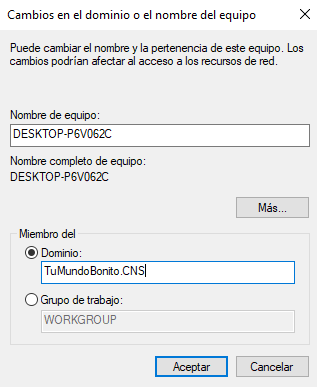 Cambios en el dominio o el nombre del equipo
Puede cambiar el nombre y la pertenencia de este equipo. Los
cambios podrían afectar al acceso a los recursos de red.
Nombre de equipo:
DESKTOP-P6V062C
Nombre completo de equipo:
DESKTOP-P6V062C
Más...
Miembro del
Dominio:
TuMundoBonito.CNS
Grupo de trabajo:
WORKGROUP
Aceptar
Cancelar